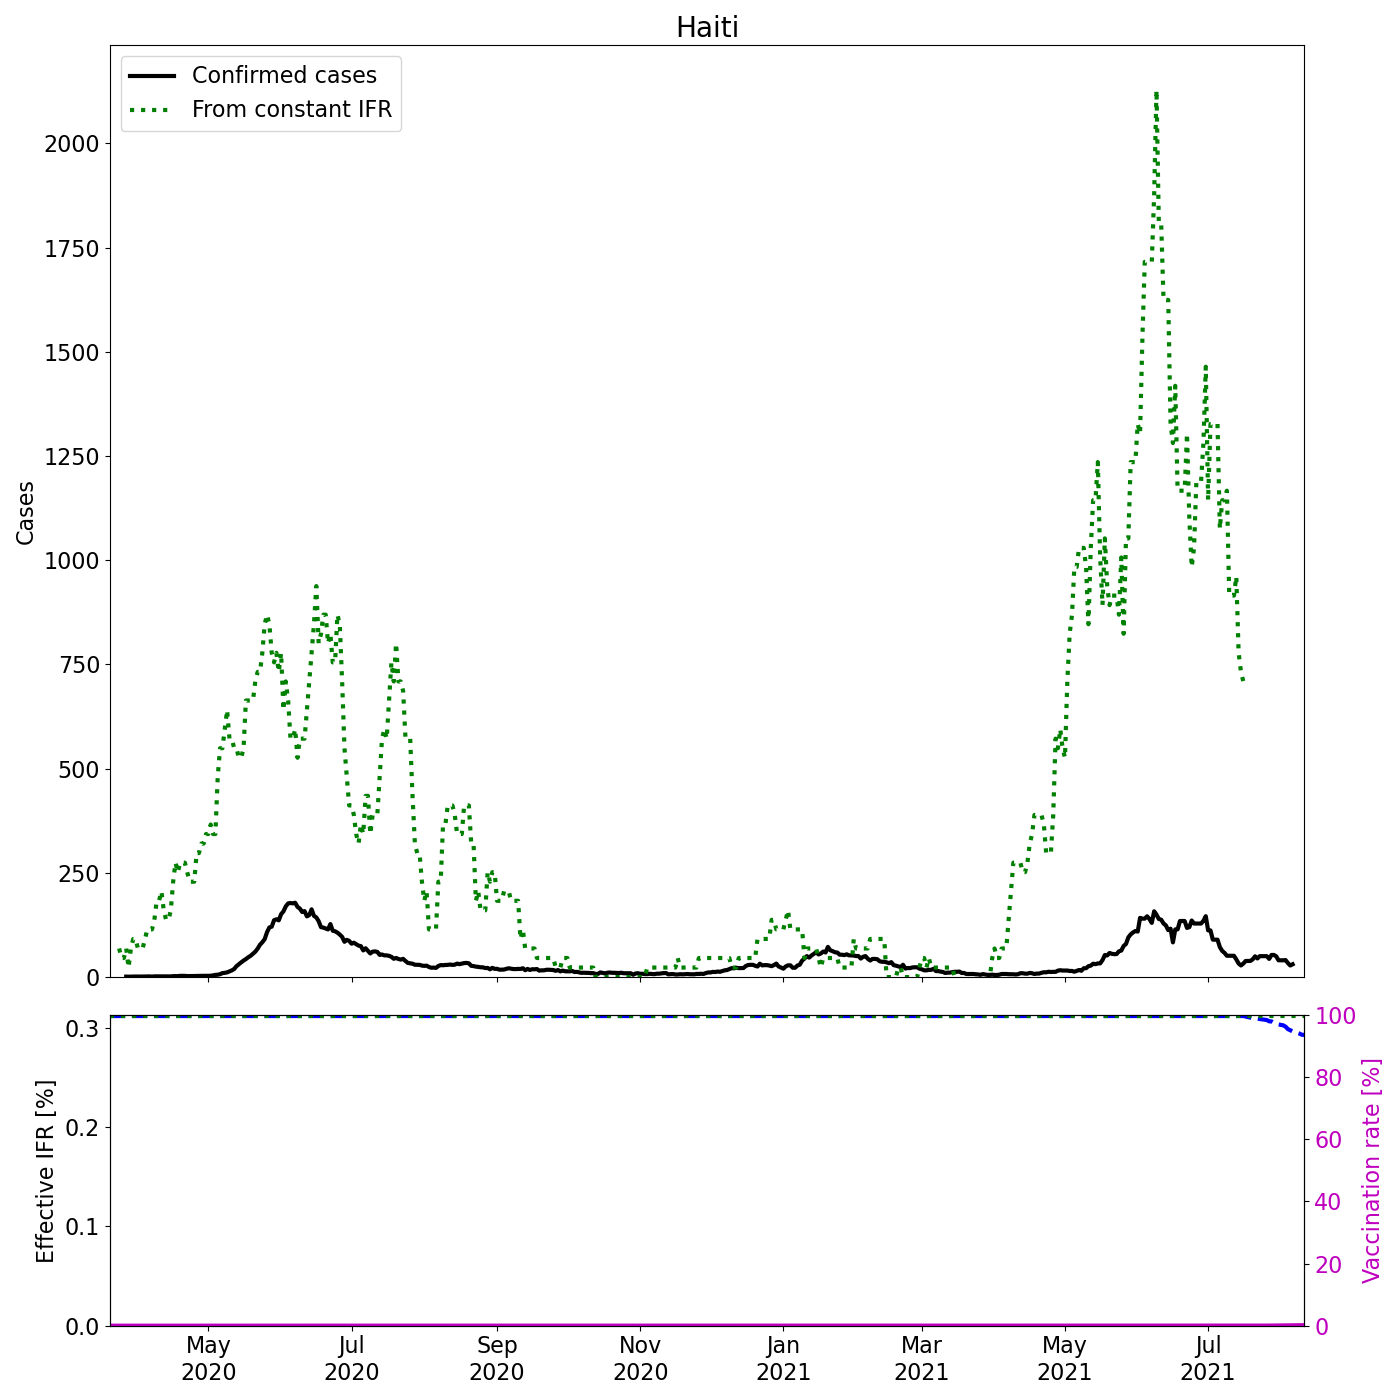 Haiti
Confirmed cases
From constant IFR
2000
1750
1500
1250
1000
750
500
250
0
Cases
0.3
0.2
0.1
0.0
Effective IFR [%]
100
80
60
40
20
0
Vaccination rate [%]
May Jul Sep Nov Jan Mar May Jul
2020 2020 2020 2020 2021 2021 2021 2021